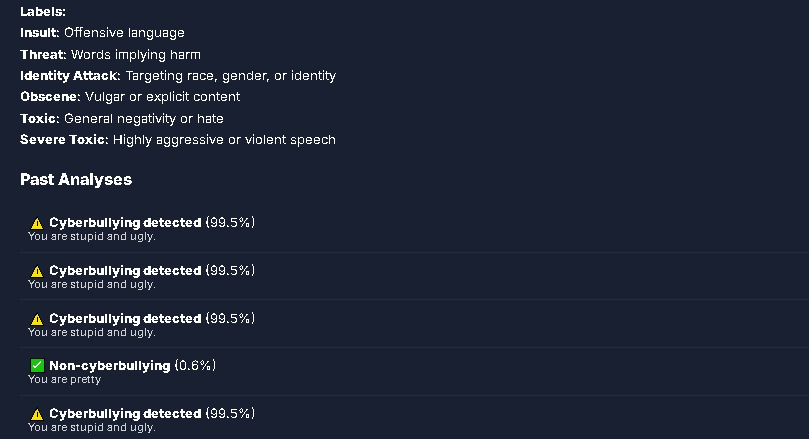 Labels:
Insult: Offensive language
Threat: Words implying harm
Identity Attack: Targeting race, gender, or identity
Obscene: Vulgar or explicit content
Toxic: General negativity or hate
Severe Toxic: Highly aggressive or violent speech
Past Analyses
⚠️ Cyberbullying detected (99.5%)
You are stupid and ugly.
⚠️ Cyberbullying detected (99.5%)
You are stupid and ugly.
⚠️ Cyberbullying detected (99.5%)
You are stupid and ugly.
✅ Non-cyberbullying (0.6%)
You are pretty
⚠️ Cyberbullying detected (99.5%)
You are stupid and ugly.